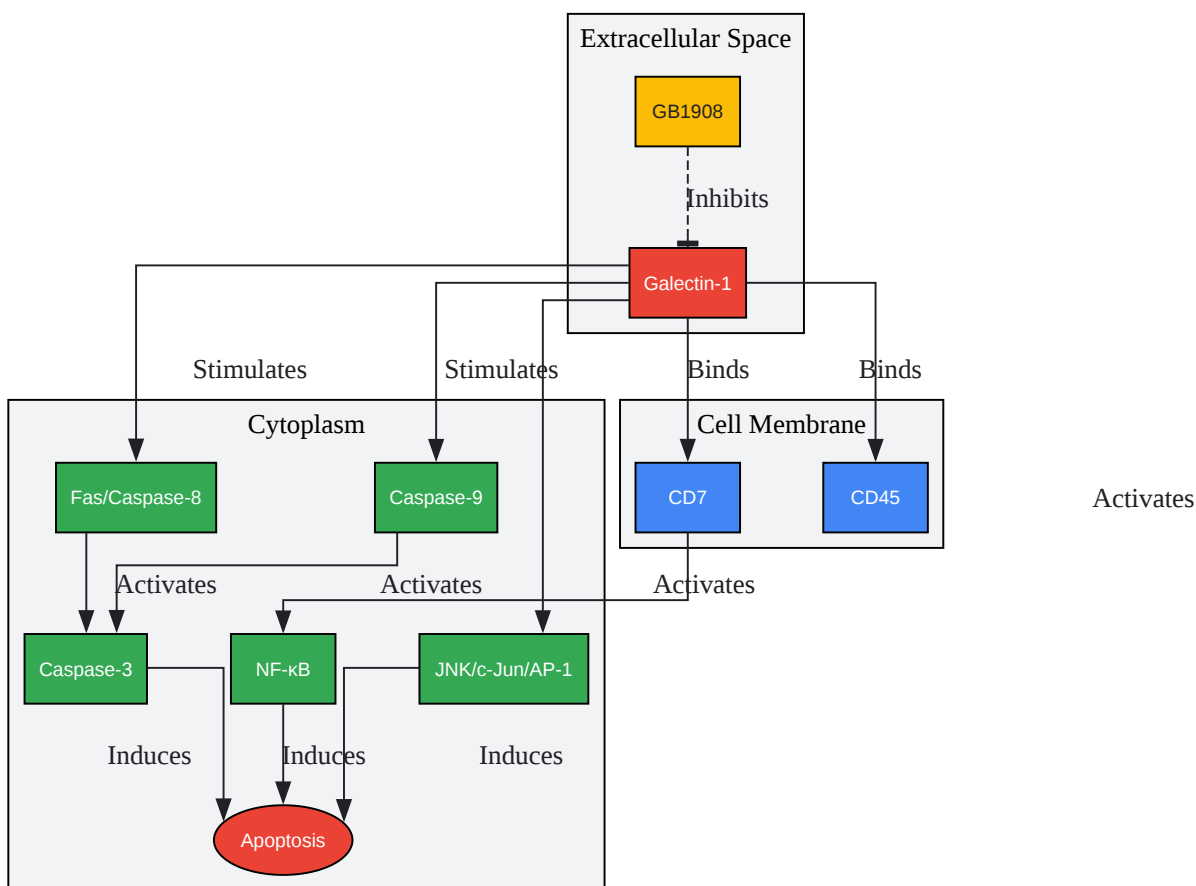 Extracellular Space
GB1908
Inhibits
Galectin-1
Stimulates
Stimulates
Binds
Binds
Cytoplasm
Cell Membrane
Fas/Caspase-8
Caspase-9
CD7
CD45
Activates
Activates
Activates
Activates
Caspase-3
NF-κB
JNK/c-Jun/AP-1
Induces
Induces
Induces
Apoptosis